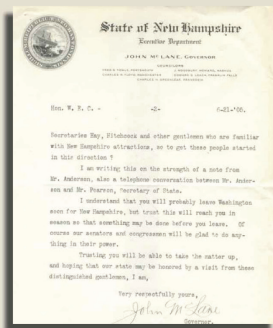 State of New Hampshire
Executive Department
JOHN McLANE, GOVERNOR
Hon. W. E. C. - -2- 6-21-'05.
Secretaries Hay, Hitchcock and other gentlemen who are familiar
with New Hampshire attractions, so to get these people started
in this direction ?
I am writing this on the strength of a note from
Mr. Anderson, also a telephone conversation between Mr. Ander-
son and Mr. Pearson, Secretary of State.
I understand that you will probably leave Washington
soon for New Hampshire, but trust this will reach you in
season so that something may be done before you leave. Of
course our senators and congressmen will be glad to do any-
thing in their power.
Trusting you will be able to take the matter up,
and hoping that our state may be honored by a visit from these
distinguished gentlemen, I am,
Very respectfully yours,
John McLane
Governor.